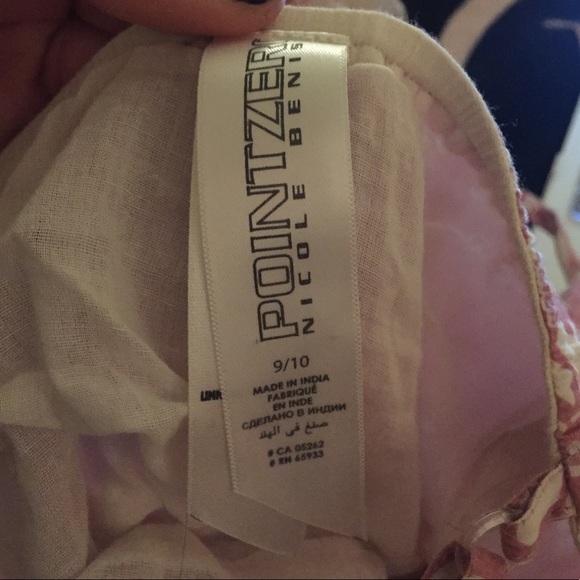 POINTZER
NICOLE BENIS
9/10
MADE IN INDIA
FABRIQUÉ
EN INDE
СДЕЛАНО В ИНДИИ
صنع في الهند
# CA 05262
# RN 65933